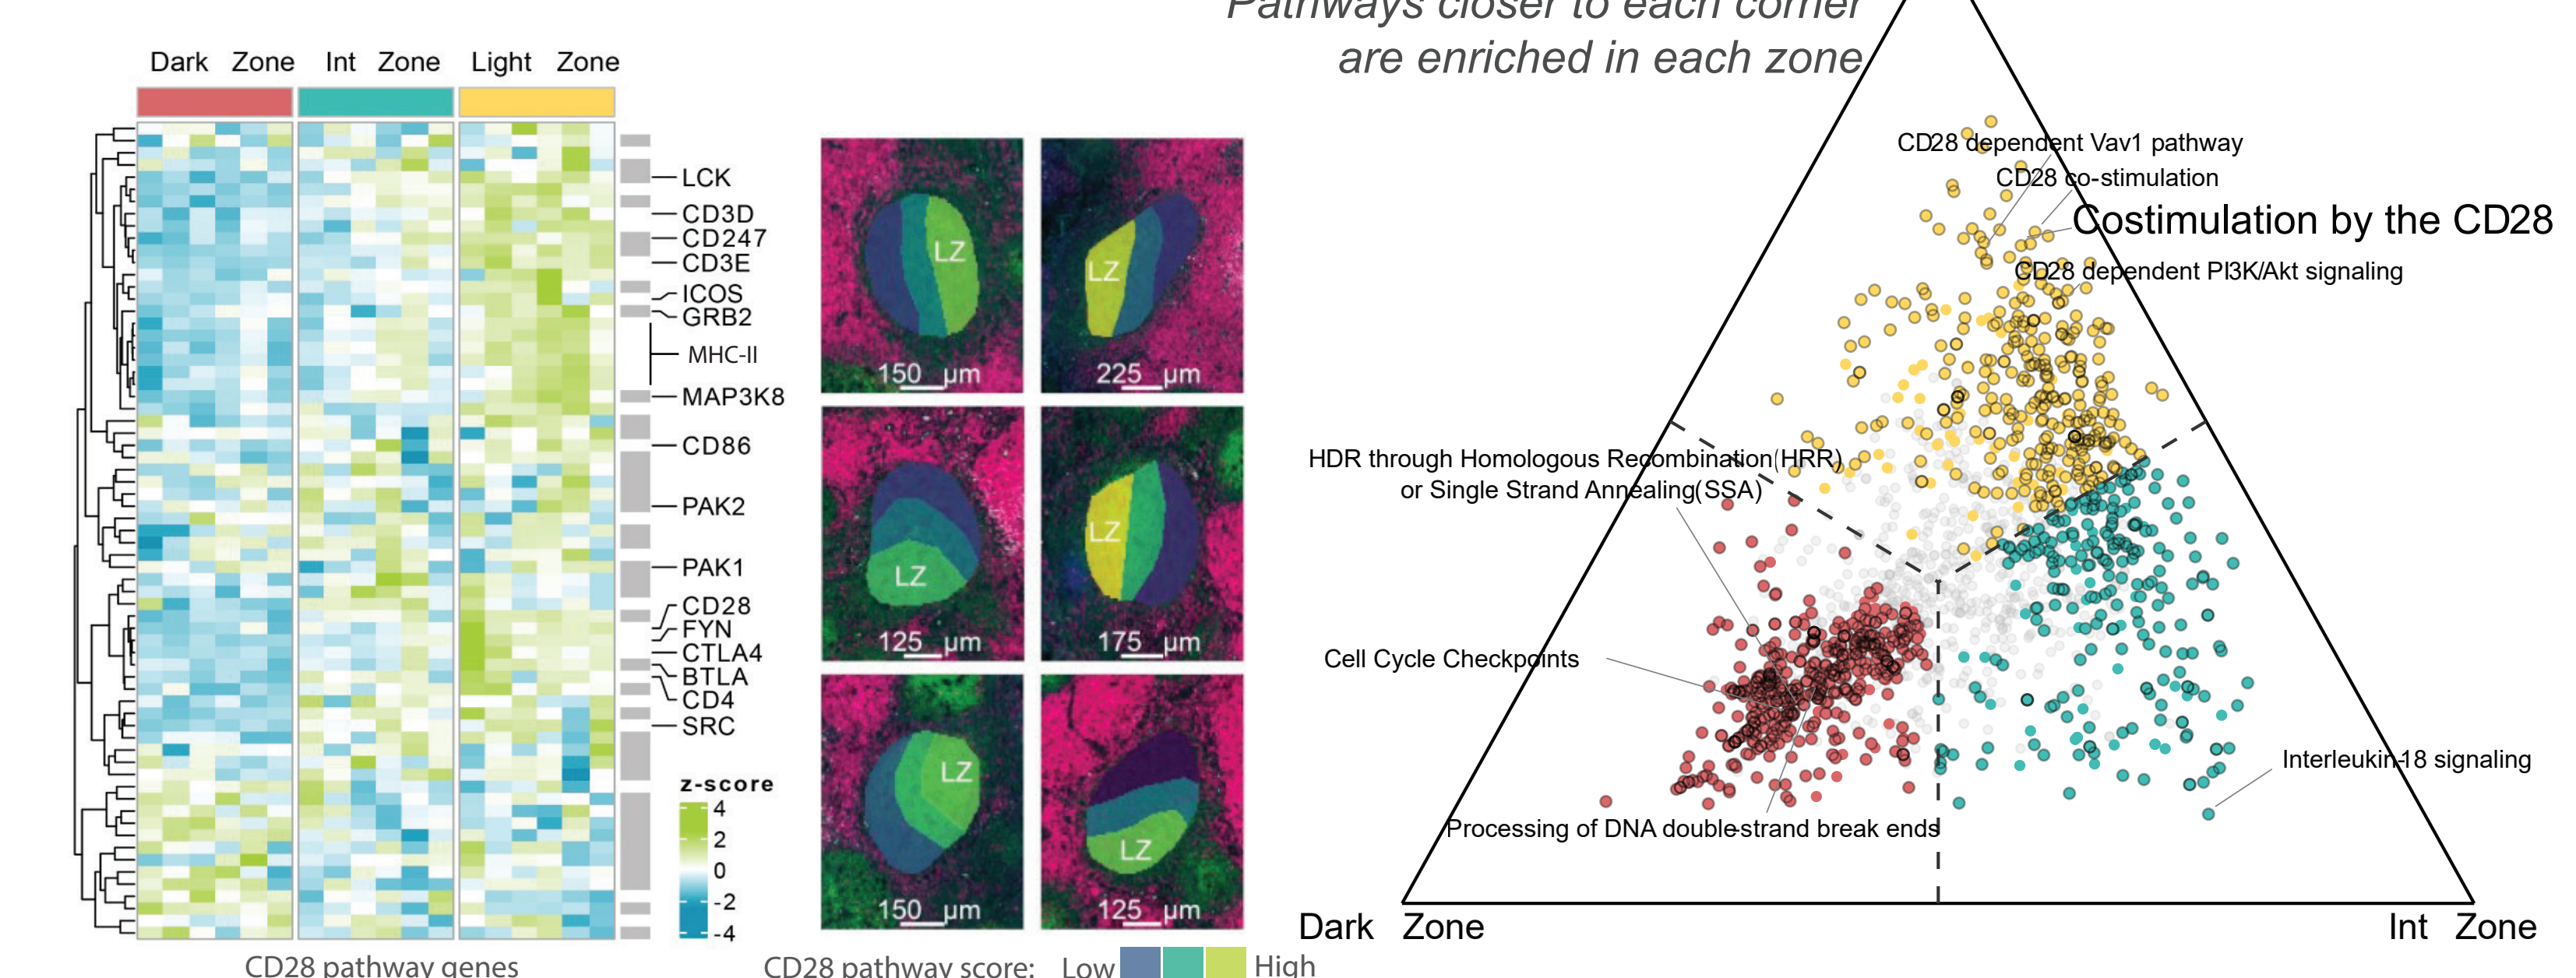 Dark Zone
Int Zone
Light Zone
LCK
CD3D
CD247
CD3E
ICOS
GRB2
MHC-II
MAP3K8
CD86
PAK2
PAK1
CD28
FYN
CTLA4
BTLA
CD4
SRC
z-score
4
2
0
-2
-4
CD28 pathway genes
LZ
150 µm
LZ
225 µm
LZ
125 µm
LZ
175 µm
LZ
150 µm
LZ
125 µm
CD28 pathway score: Low High
Pathways closer to each corner
are enriched in each zone
CD28 dependent Vav1 pathway
CD28 co-stimulation
Costimulation by the CD28
CD28 dependent PI3K/Akt signaling
HDR through Homologous Recombination(HRR)
or Single Strand Annealing(SSA)
Cell Cycle Checkpoints
Processing of DNA double-strand break ends
Interleukin-18 signaling
Dark Zone
Int Zone